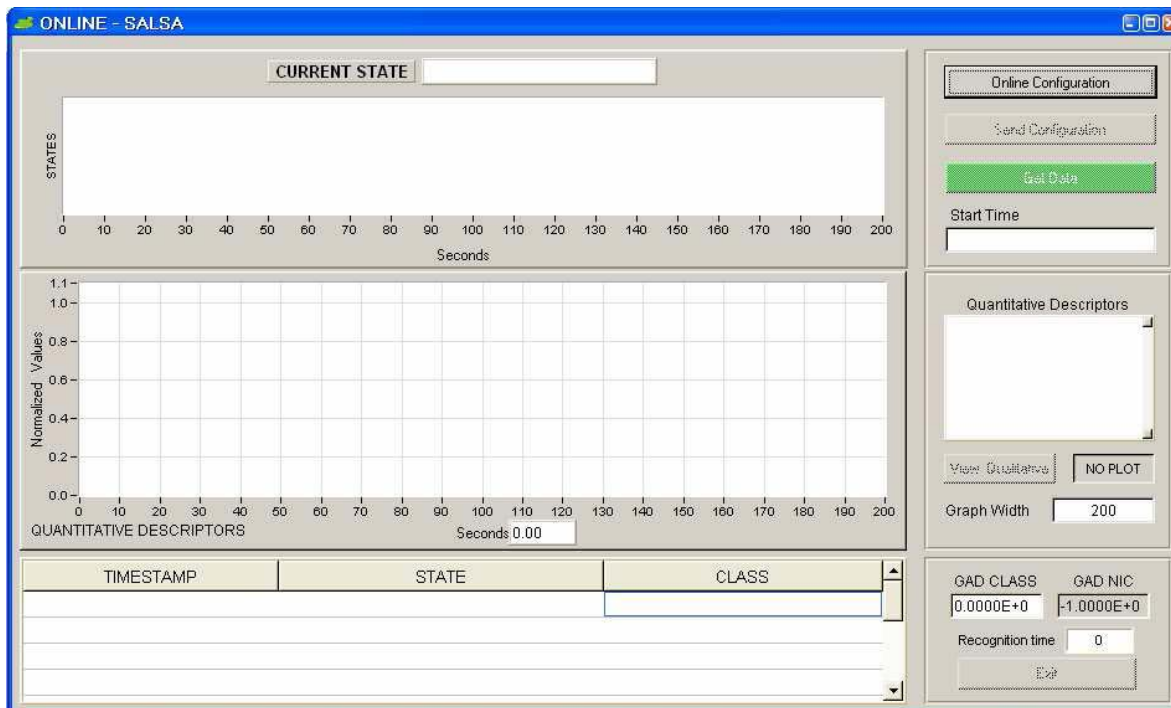 ONLINE - SALSA
CURRENT STATE
STATES
0 10 20 30 40 50 60 70 80 90 100 110 120 130 140 150 160 170 180 190 200
Seconds
Online Configuration
Send Configuration
Get Data
Start Time
1.1
1.0
0.8
0.6
0.4
0.2
0.0
Normalized Values
0 10 20 30 40 50 60 70 80 90 100 110 120 130 140 150 160 170 180 190 200
QUANTITATIVE DESCRIPTORS
Seconds 0.00
Quantitative Descriptors
View Qualitative NO PLOT
Graph Width 200
TIMESTAMP STATE CLASS
GAD CLASS GAD NIC
0.0000E+0 -1.0000E+0
Recognition time 0
Exit